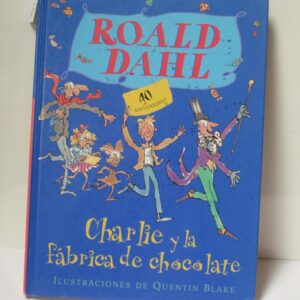 ROALD
DAHL
40
ANIVERSARIO
Charlie y la
fábrica de chocolate
ILUSTRACIONES DE QUENTIN BLAKE